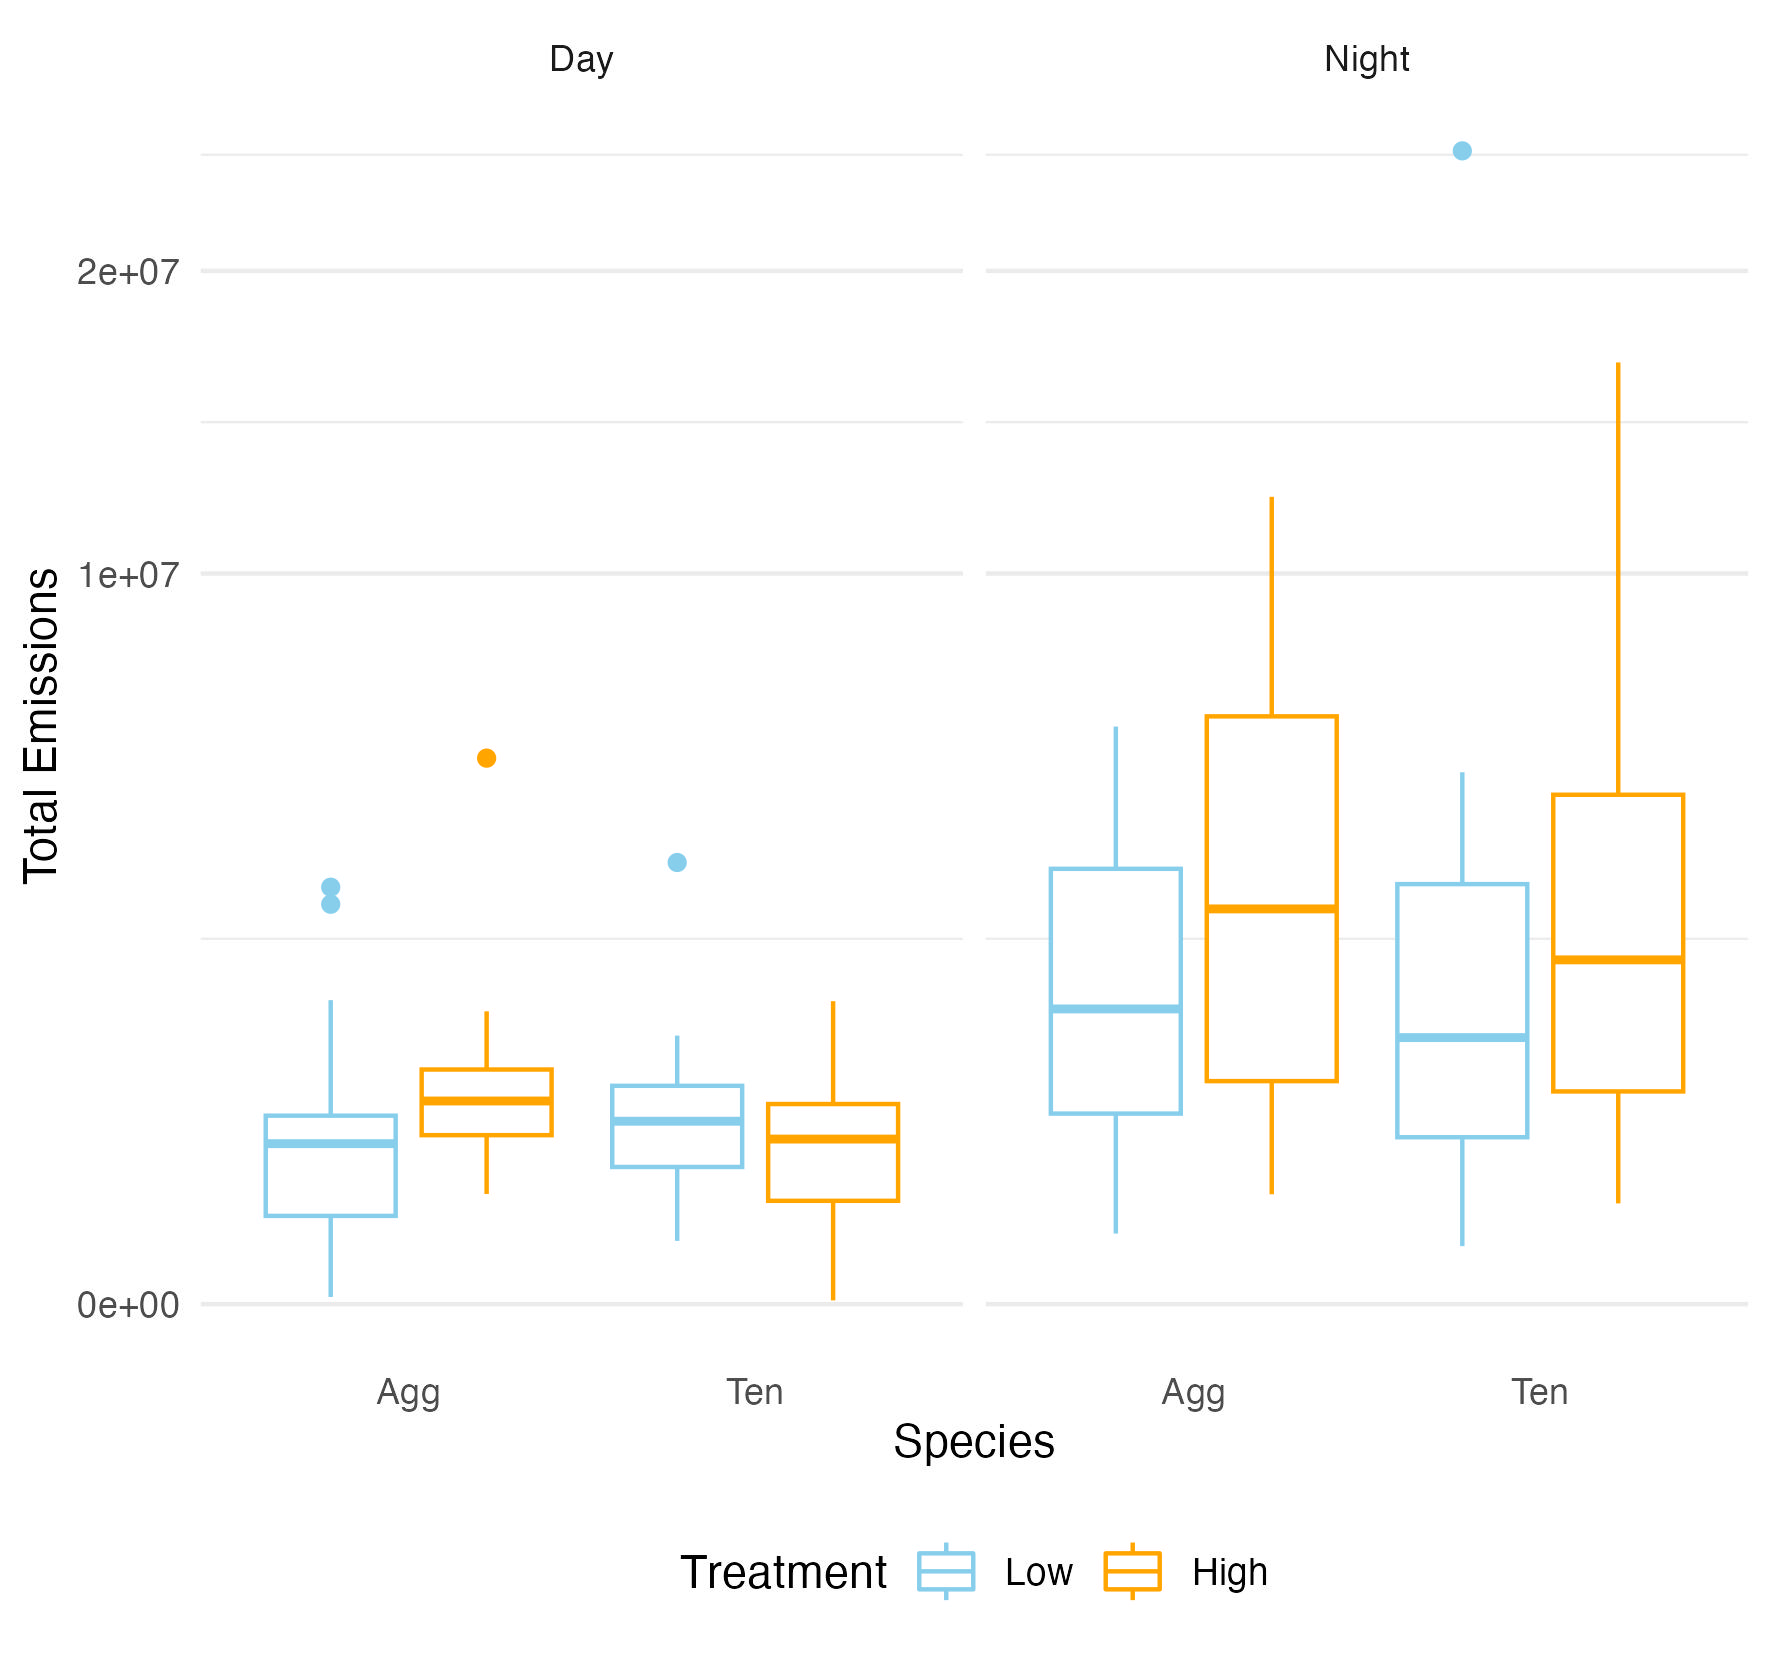 Day
Night
Total Emissions
2e+07
1e+07
0e+00
Agg
Ten
Agg
Ten
Species
Treatment Low High